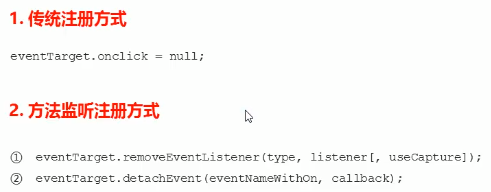 1. 传统注册方式
eventTarget.onclick = null;
2. 方法监听注册方式
① eventTarget.removeEventListener(type, listener[, useCapture]);
② eventTarget.detachEvent(eventNameWithOn, callback);